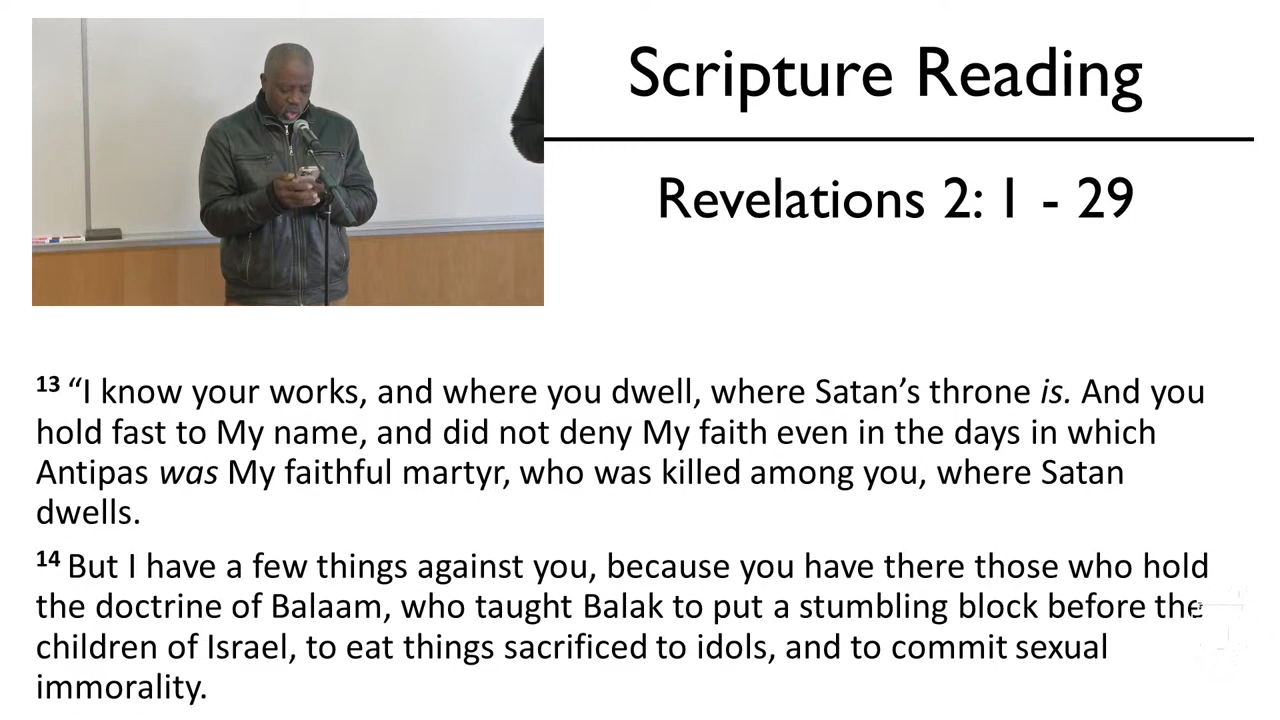 Scripture Reading
Revelations 2: 1 - 29
13 “I know your works, and where you dwell, where Satan’s throne is. And you
hold fast to My name, and did not deny My faith even in the days in which
Antipas was My faithful martyr, who was killed among you, where Satan
dwells.
14 But I have a few things against you, because you have there those who hold
the doctrine of Balaam, who taught Balak to put a stumbling block before the
children of Israel, to eat things sacrificed to idols, and to commit sexual
immorality.